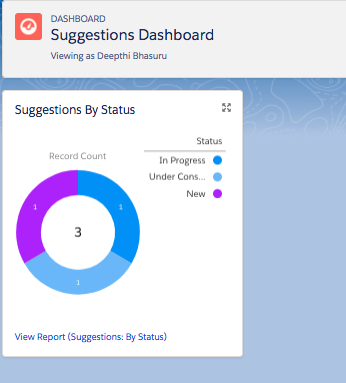 DASHBOARD
Suggestions Dashboard
Viewing as Deepthi Bhasuru
Suggestions By Status
Status
Record Count
In Progress
Under Cons...
New
1
1
3
1
View Report (Suggestions: By Status)